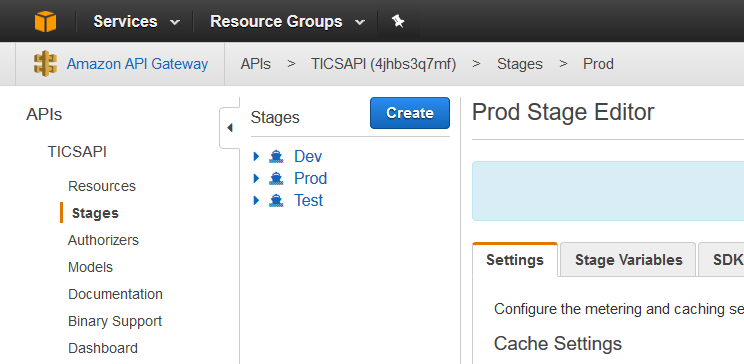 Services Resource Groups
Amazon API Gateway APIs > TICSAPI (4jhbs3q7mf) > Stages > Prod
APIs
TICSAPI
Resources
Stages
Authorizers
Models
Documentation
Binary Support
Dashboard
Stages Create
Dev
Prod
Test
Prod Stage Editor
Settings Stage Variables SDK
Configure the metering and caching se
Cache Settings